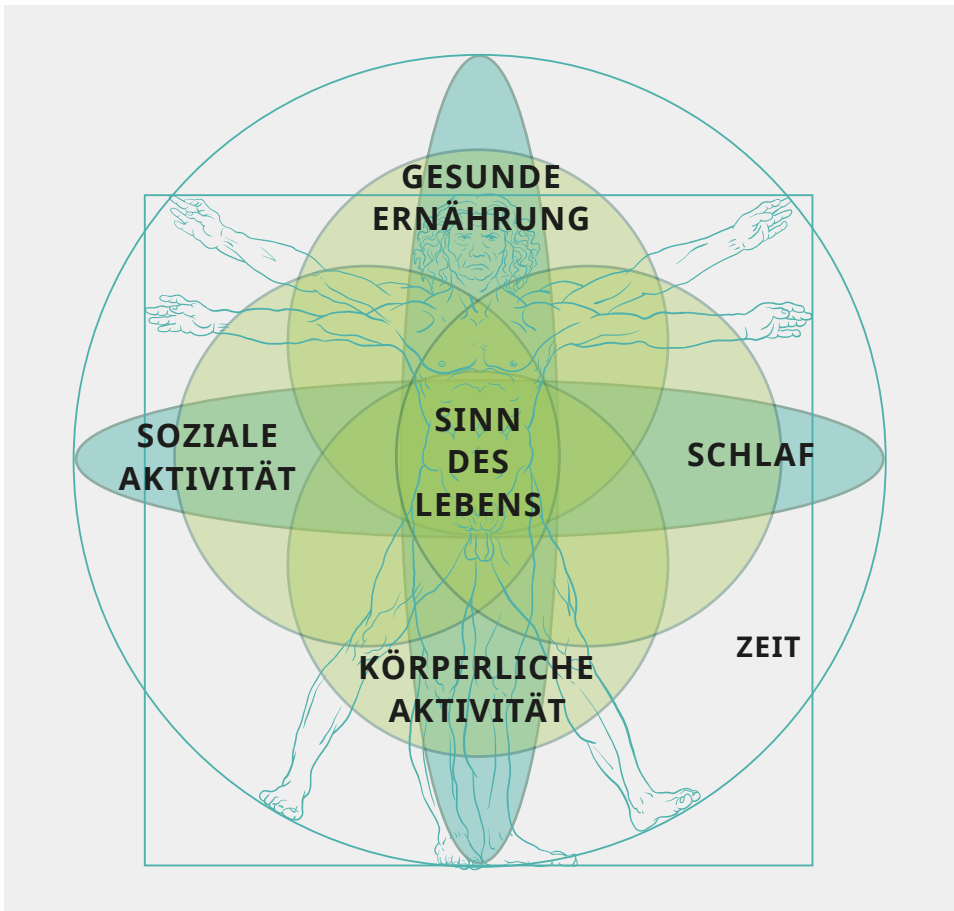 GESUNDE
ERNÄHRUNG
SOZIALE
AKTIVITÄT
SINN
DES
LEBENS
SCHLAF
ZEIT
KÖRPERLICHE
AKTIVITÄT